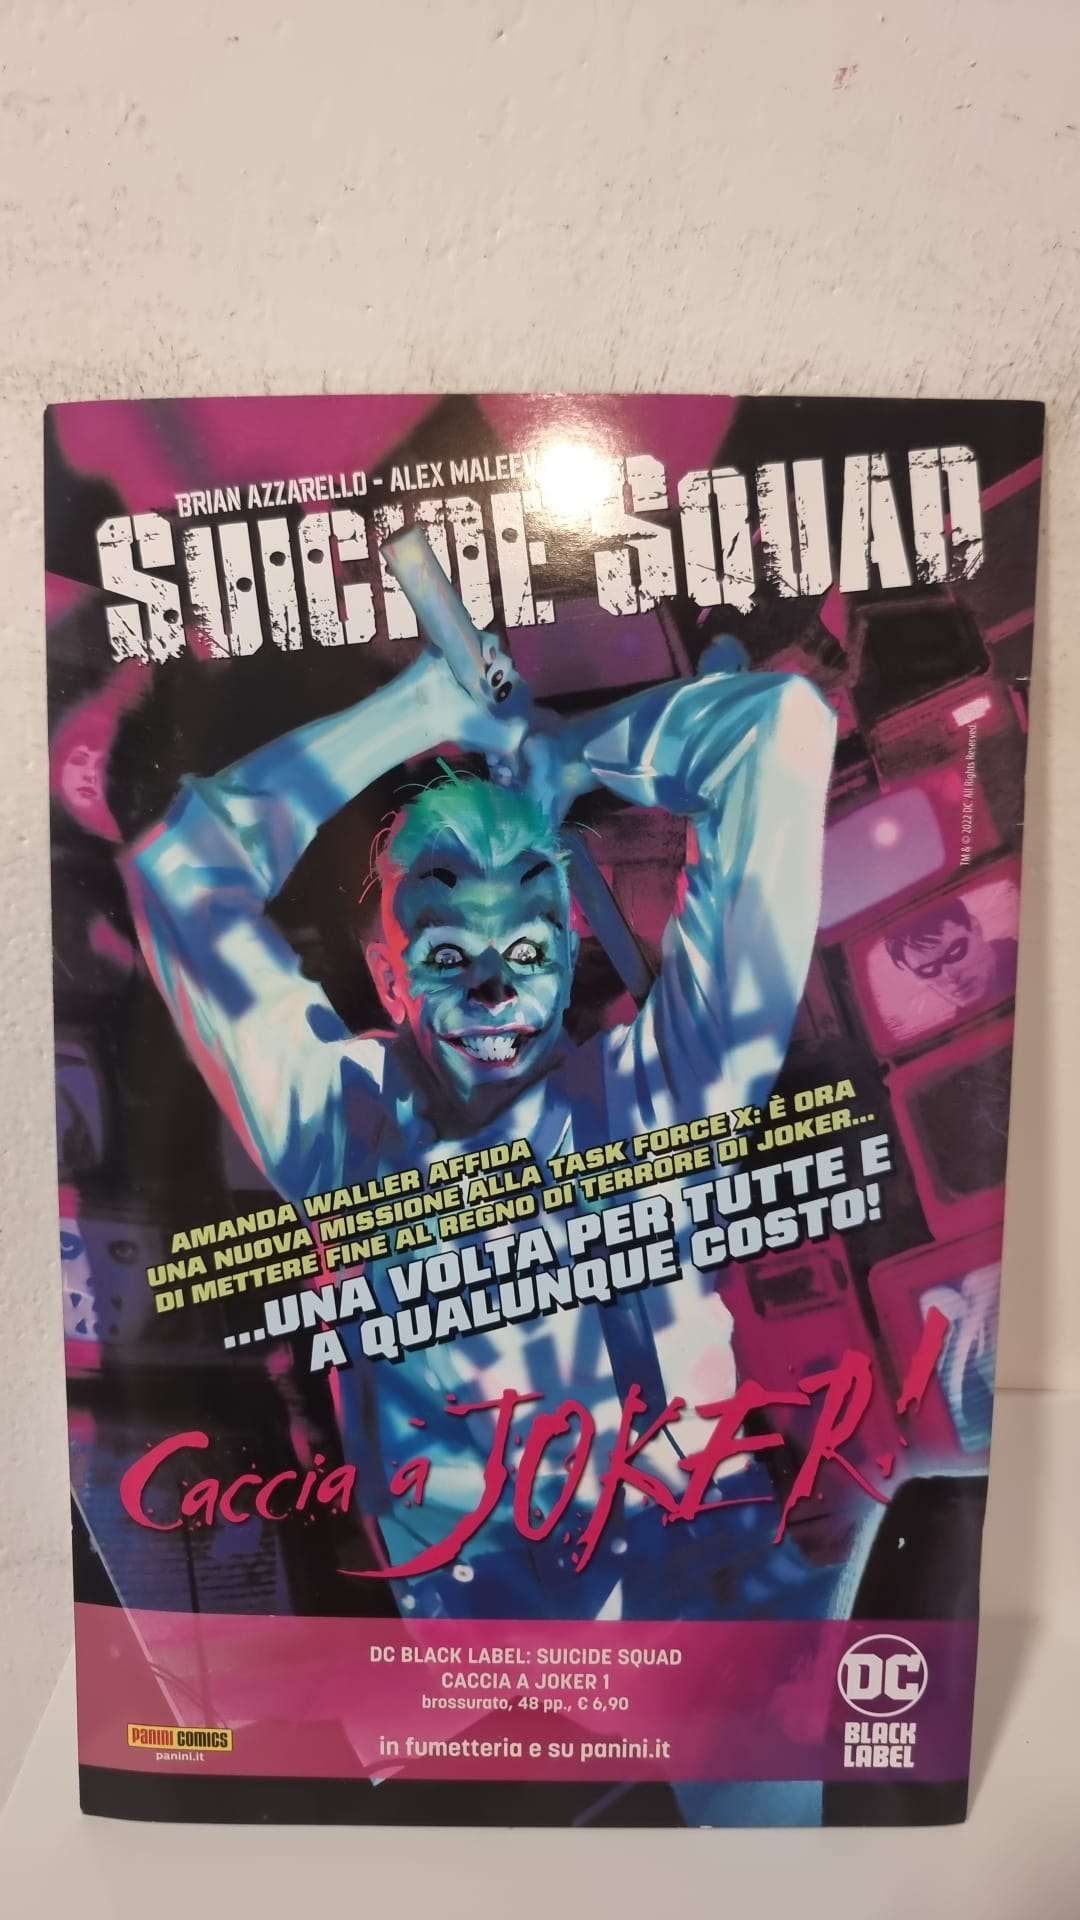 BRIAN AZZARELLO - ALEX MALEEV
SUICIDE SQUAD
TM & © 2022 DC. All Rights Reserved.
AMANDA WALLER AFFIDA
UNA NUOVA MISSIONE ALLA TASK FORCE X: È ORA
DI METTERE FINE AL REGNO DI TERRORE DI JOKER...
...UNA VOLTA PER TUTTE E
A QUALUNQUE COSTO!
Caccia a JOKER!
DC BLACK LABEL: SUICIDE SQUAD
CACCIA A JOKER 1
brossurato, 48 pp., € 6,90
in fumetteria e su panini.it
PANINI COMICS
panini.it
DC
BLACK
LABEL